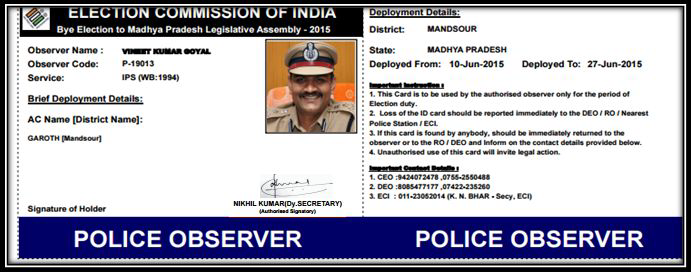 ELECTION COMMISSION OF INDIA
Bye Election to Madhya Pradesh Legislative Assembly - 2015
Observer Name : VINEET KUMAR GOYAL
Observer Code: P-19013
Service: IPS (WB:1994)
Brief Deployment Details:
AC Name [District Name]:
GAROTH [Mandsour]
NIKHIL KUMAR(Dy.SECRETARY)
(Authorised Signatory)
Signature of Holder
POLICE OBSERVER
Deployment Details:
District: MANDSOUR
State: MADHYA PRADESH
Deployed From: 10-Jun-2015 Deployed To: 27-Jun-2015
Important Instruction :
1. This Card is to be used by the authorised observer only for the period of
Election duty.
2. Loss of the ID card should be reported immediately to the DEO / RO / Nearest
Police Station / ECI.
3. If this card is found by anybody, should be immediately returned to the
observer or to the RO / DEO and Inform on the contact details provided below.
4. Unauthorised use of this card will invite legal action.
Important Contact Details :
1. CEO :9424072478 ,0755-2550488
2. DEO :8085477177 ,07422-235260
3. ECI : 011-23052014 (K. N. BHAR - Secy, ECI)
POLICE OBSERVER